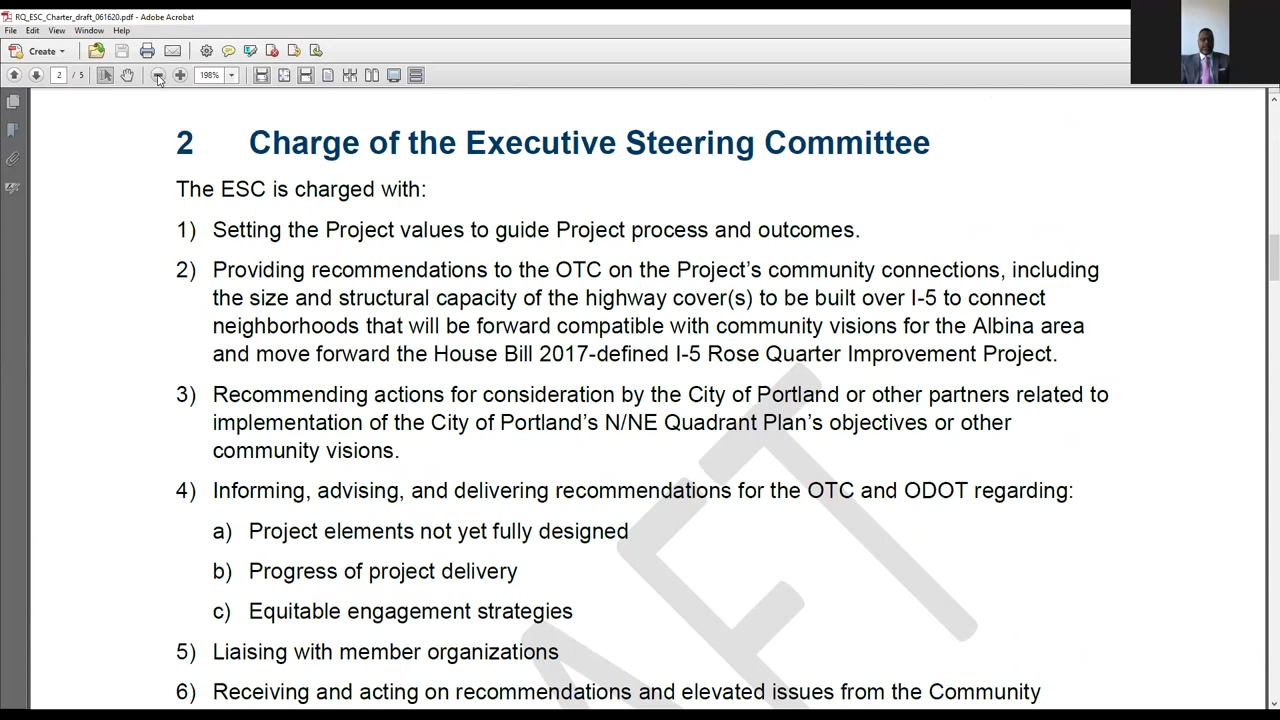 RQ_ESC_Charter_draft_061620.pdf - Adobe Acrobat
File Edit View Window Help
Create
2 / 5 198%
2 Charge of the Executive Steering Committee
The ESC is charged with:
1) Setting the Project values to guide Project process and outcomes.
2) Providing recommendations to the OTC on the Project's community connections, including
the size and structural capacity of the highway cover(s) to be built over I-5 to connect
neighborhoods that will be forward compatible with community visions for the Albina area
and move forward the House Bill 2017-defined I-5 Rose Quarter Improvement Project.
3) Recommending actions for consideration by the City of Portland or other partners related to
implementation of the City of Portland's N/NE Quadrant Plan's objectives or other
community visions.
4) Informing, advising, and delivering recommendations for the OTC and ODOT regarding:
a) Project elements not yet fully designed
b) Progress of project delivery
c) Equitable engagement strategies
5) Liaising with member organizations
6) Receiving and acting on recommendations and elevated issues from the Community
AFT